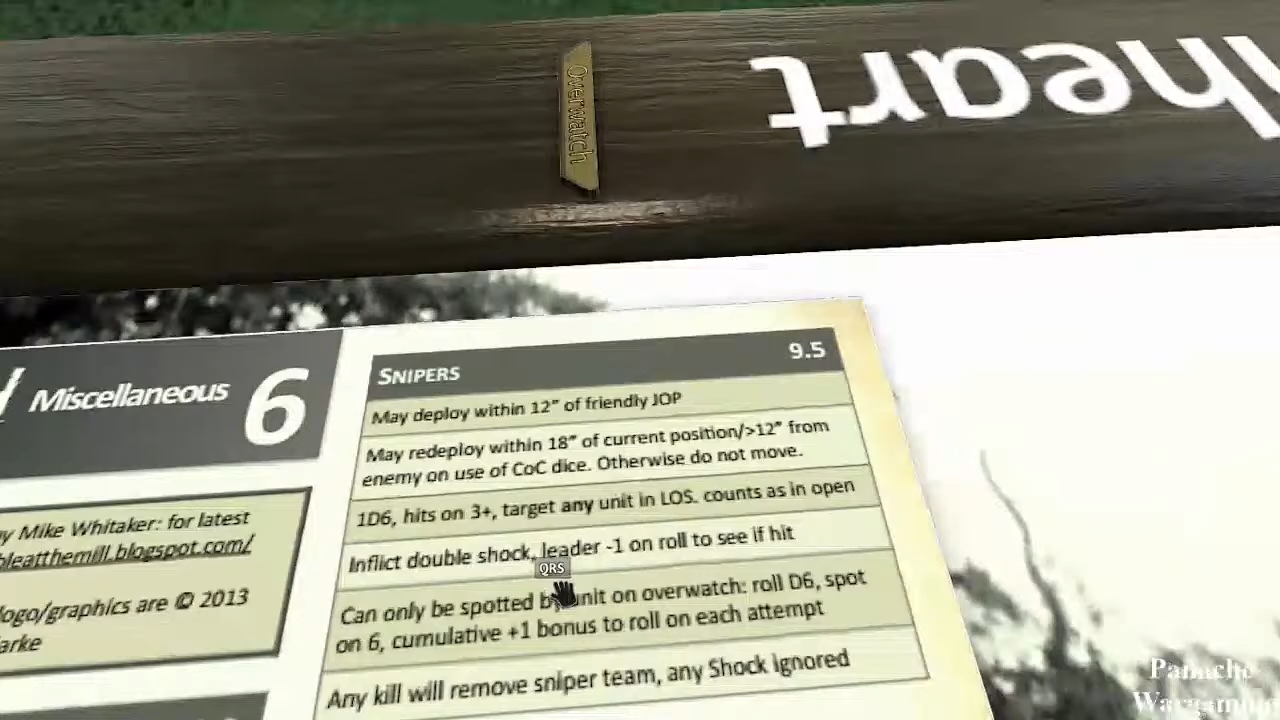 Overwatch
heart
Miscellaneous 6
SNIPERS 9.5
May deploy within 12″ of friendly JOP
May redeploy within 18″ of current position/>12″ from
enemy on use of CoC dice. Otherwise do not move.
1D6, hits on 3+, target any unit in LOS. counts as in open
Inflict double shock, leader -1 on roll to see if hit
QRS
Can only be spotted by unit on overwatch: roll D6, spot
on 6, cumulative +1 bonus to roll on each attempt
Any kill will remove sniper team, any Shock ignored
y Mike Whitaker: for latest
bleatthemill.blogspot.com/
logo/graphics are © 2013
arke
Panache
Wargaming